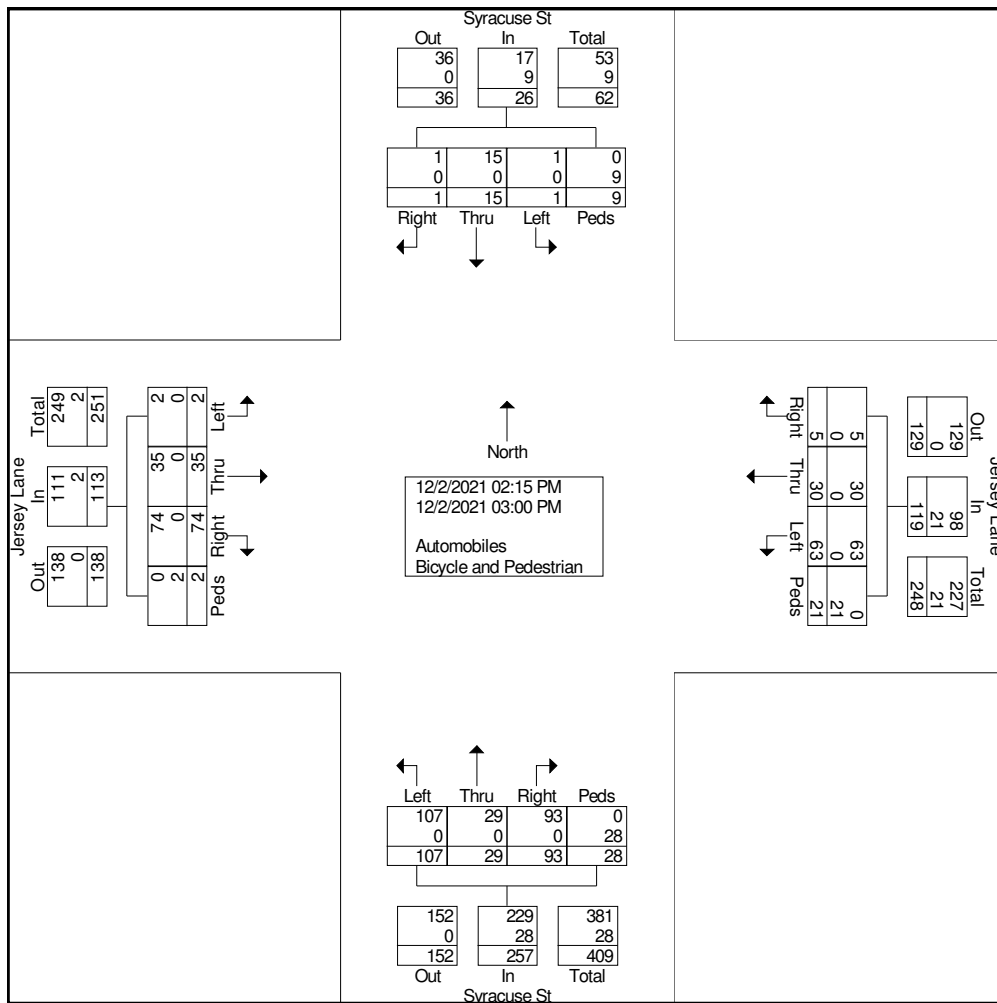 Syracuse St
Out In Total
36 17 53
0 9 9
36 26 62
1 15 1 0
0 0 0 9
1 15 1 9
Right Thru Left Peds
Jersey Lane
Total In Out
249 111 138
2 2 0
251 113 138
2 35 74 0
0 0 0 2
2 35 74 2
Left Thru Right Peds
North
12/2/2021 02:15 PM
12/2/2021 03:00 PM
Automobiles
Bicycle and Pedestrian
Right Thru Left Peds
5 30 63 0
0 0 0 21
5 30 63 21
Out In Total
129 98 227
0 21 21
129 119 248
Jersey Lane
Left Thru Right Peds
107 29 93 0
0 0 0 28
107 29 93 28
152 229 381
0 28 28
152 257 409
Out In Total
Syracuse St